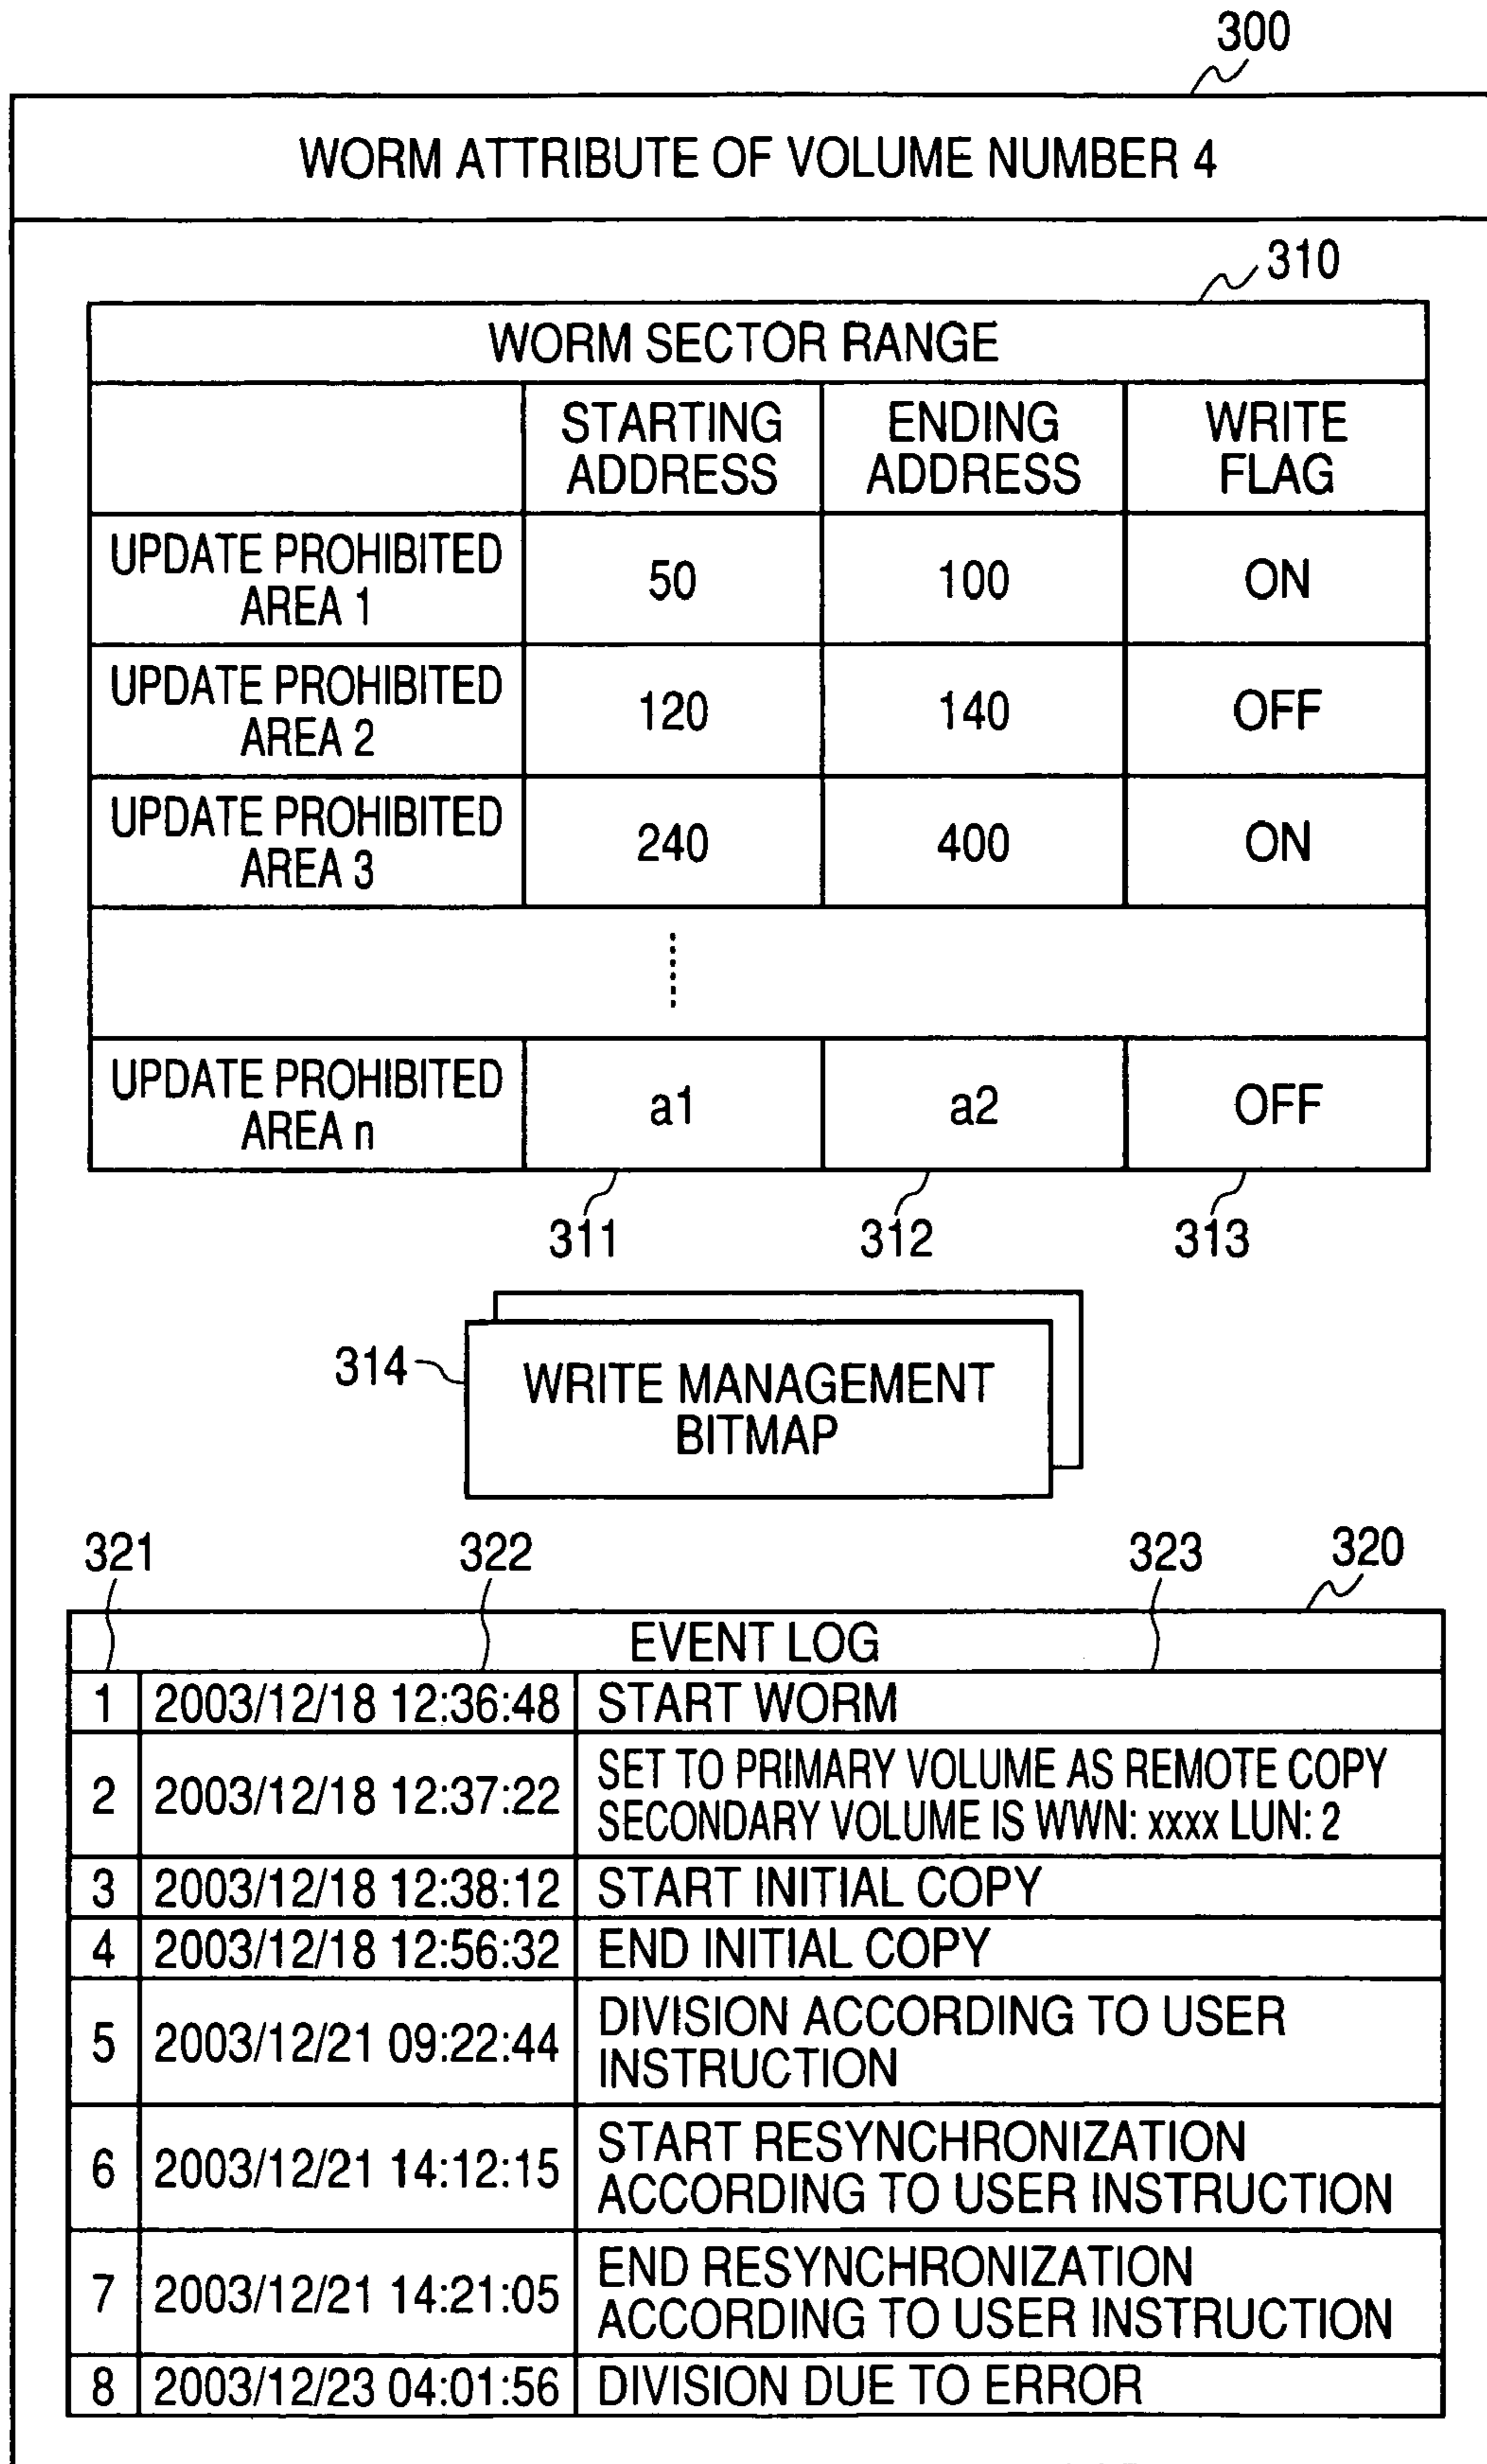 300
WORM ATTRIBUTE OF VOLUME NUMBER 4
310
WORM SECTOR RANGE
STARTING ADDRESS
ENDING ADDRESS
WRITE FLAG
UPDATE PROHIBITED AREA 1
50
100
ON
UPDATE PROHIBITED AREA 2
120
140
OFF
UPDATE PROHIBITED AREA 3
240
400
ON
UPDATE PROHIBITED AREA n
a1
a2
OFF
311
312
313
314
WRITE MANAGEMENT
BITMAP
321
322
323
320
EVENT LOG
1 2003/12/18 12:36:48 START WORM
2 2003/12/18 12:37:22 SET TO PRIMARY VOLUME AS REMOTE COPY
SECONDARY VOLUME IS WWN: xxxx LUN: 2
3 2003/12/18 12:38:12 START INITIAL COPY
4 2003/12/18 12:56:32 END INITIAL COPY
5 2003/12/21 09:22:44 DIVISION ACCORDING TO USER
INSTRUCTION
6 2003/12/21 14:12:15 START RESYNCHRONIZATION
ACCORDING TO USER INSTRUCTION
7 2003/12/21 14:21:05 END RESYNCHRONIZATION
ACCORDING TO USER INSTRUCTION
8 2003/12/23 04:01:56 DIVISION DUE TO ERROR